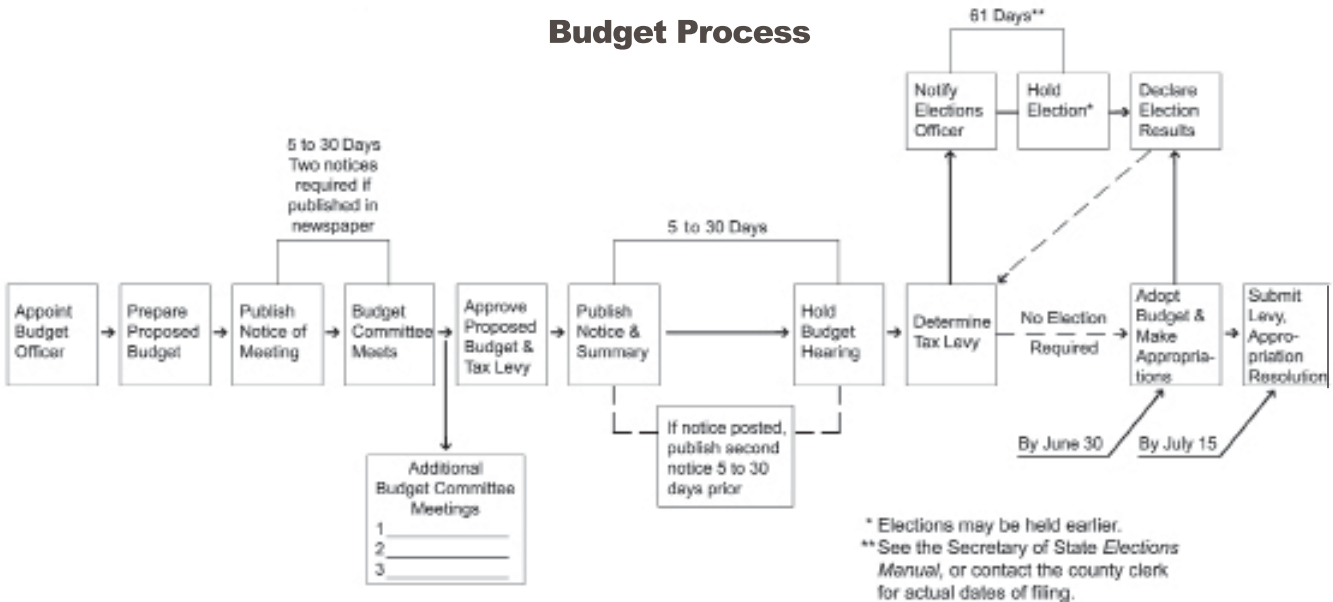 Budget Process
61 Days**
Notify
Elections
Officer
Hold
Election*
Declare
Election
Results
5 to 30 Days
Two notices
required if
published in
newspaper
5 to 30 Days
Appoint
Budget
Officer
Prepare
Proposed
Budget
Publish
Notice of
Meeting
Budget
Committee
Meets
Approve
Proposed
Budget &
Tax Levy
Publish
Notice &
Summary
Hold
Budget
Hearing
Determine
Tax Levy
No Election
Required
Adopt
Budget &
Make
Appropria-
tions
Submit
Levy,
Appro-
priation
Resolution
If notice posted,
publish second
notice 5 to 30
days prior
By June 30
By July 15
Additional
Budget Committee
Meetings
1
2
3
* Elections may be held earlier.
** See the Secretary of State Elections
Manual, or contact the county clerk
for actual dates of filing.